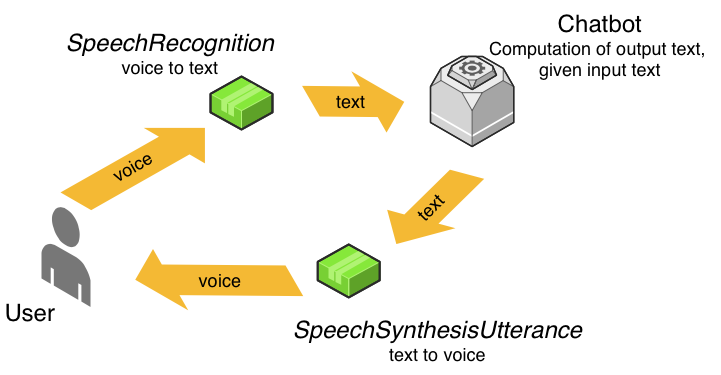 SpeechRecognition
voice to text
Chatbot
Computation of output text,
given input text
text
voice
text
voice
User
SpeechSynthesisUtterance
text to voice